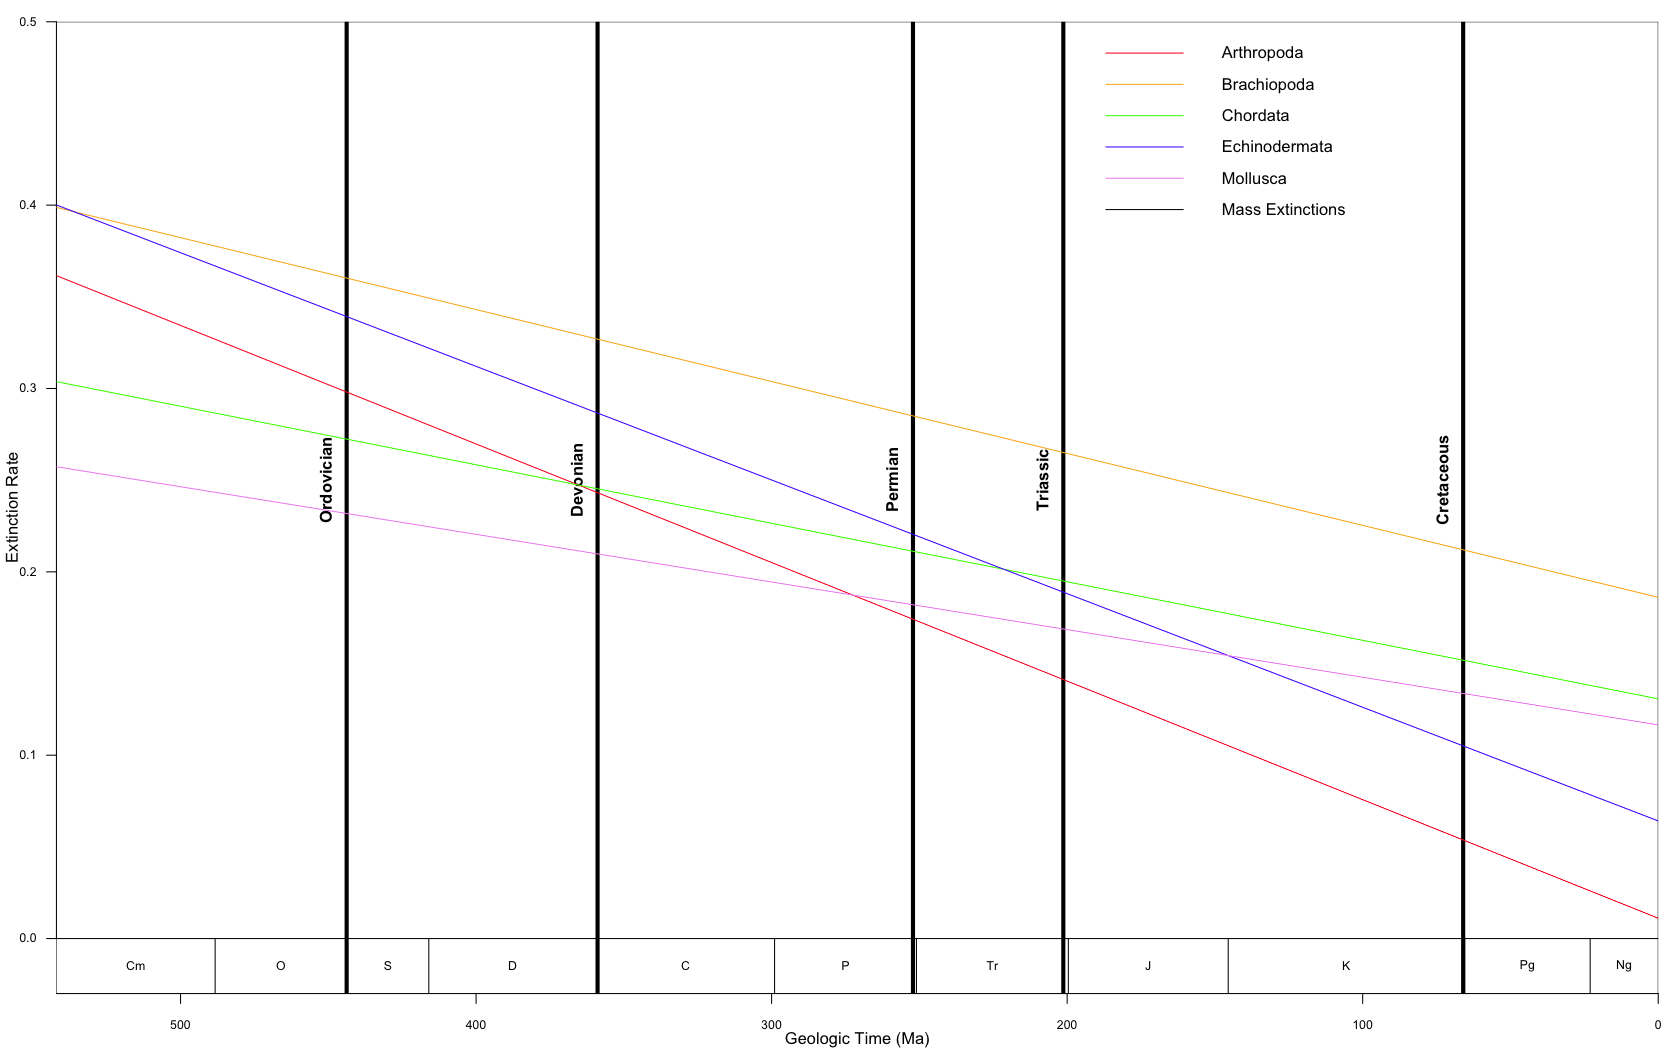 0.5
0.4
0.3
0.2
0.1
0.0
Extinction Rate
Arthropoda
Brachiopoda
Chordata
Echinodermata
Mollusca
Mass Extinctions
Ordovician
Devonian
Permian
Triassic
Cretaceous
Cm O S D C P Tr J K Pg Ng
500 400 300 200 100 0
Geologic Time (Ma)